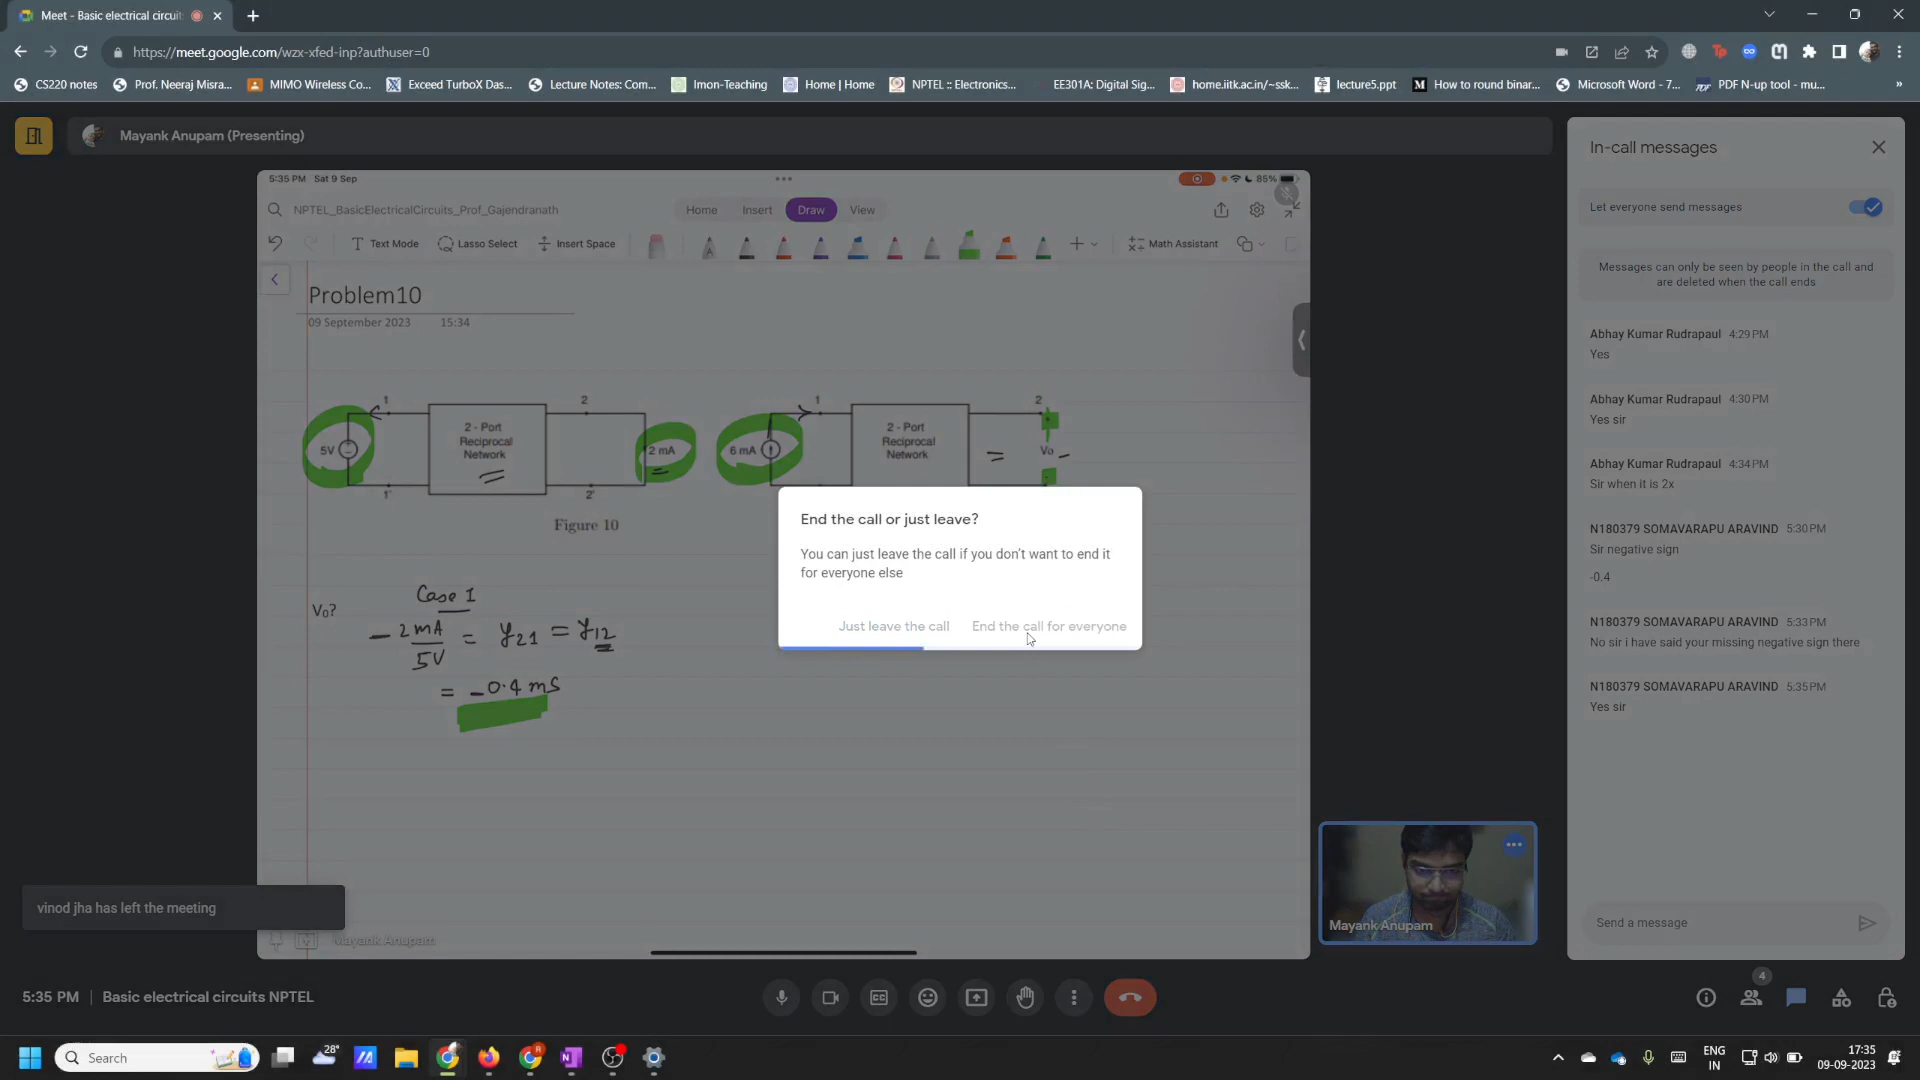 Meet - Basic electrical circuit
https://meet.google.com/wzx-xfed-inp?authuser=0
CS220 notes
Prof. Neeraj Misra...
MIMO Wireless Co...
Exceed TurboX Das...
Lecture Notes: Com...
Imon-Teaching
Home | Home
NPTEL :: Electronics...
EE301A: Digital Sig...
home.iitk.ac.in/~ssk...
lecture5.ppt
How to round binar...
Microsoft Word - 7...
PDF N-up tool - mu...
»
Mayank Anupam (Presenting)
5:35 PM Sat 9 Sep
85%
NPTEL_BasicElectricalCircuits_Prof_Gajendranath
Home
Insert
Draw
View
Text Mode
Lasso Select
Insert Space
Math Assistant
Problem10
09 September 2023 15:34
1
2
1
2
5V
2 - Port
Reciprocal
Network
2 mA
6 mA
2 - Port
Reciprocal
Network
= Vo -
1'
2'
Figure 10
V₀?
Case 1
- 2mA/5V = y21 = y12
= -0.4 mS
End the call or just leave?
You can just leave the call if you don't want to end it
for everyone else
Just leave the call
End the call for everyone
In-call messages
Let everyone send messages
Messages can only be seen by people in the call and
are deleted when the call ends
Abhay Kumar Rudrapaul 4:29 PM
Yes
Abhay Kumar Rudrapaul 4:30 PM
Yes sir
Abhay Kumar Rudrapaul 4:34 PM
Sir when it is 2x
N180379 SOMAVARAPU ARAVIND 5:30 PM
Sir negative sign
-0.4
N180379 SOMAVARAPU ARAVIND 5:33 PM
No sir i have said your missing negative sign there
N180379 SOMAVARAPU ARAVIND 5:35 PM
Yes sir
Send a message
vinod jha has left the meeting
Mayank Anupam
Mayank Anupam
5:35 PM | Basic electrical circuits NPTEL
4
Search
28°
ENG
IN
17:35
09-09-2023